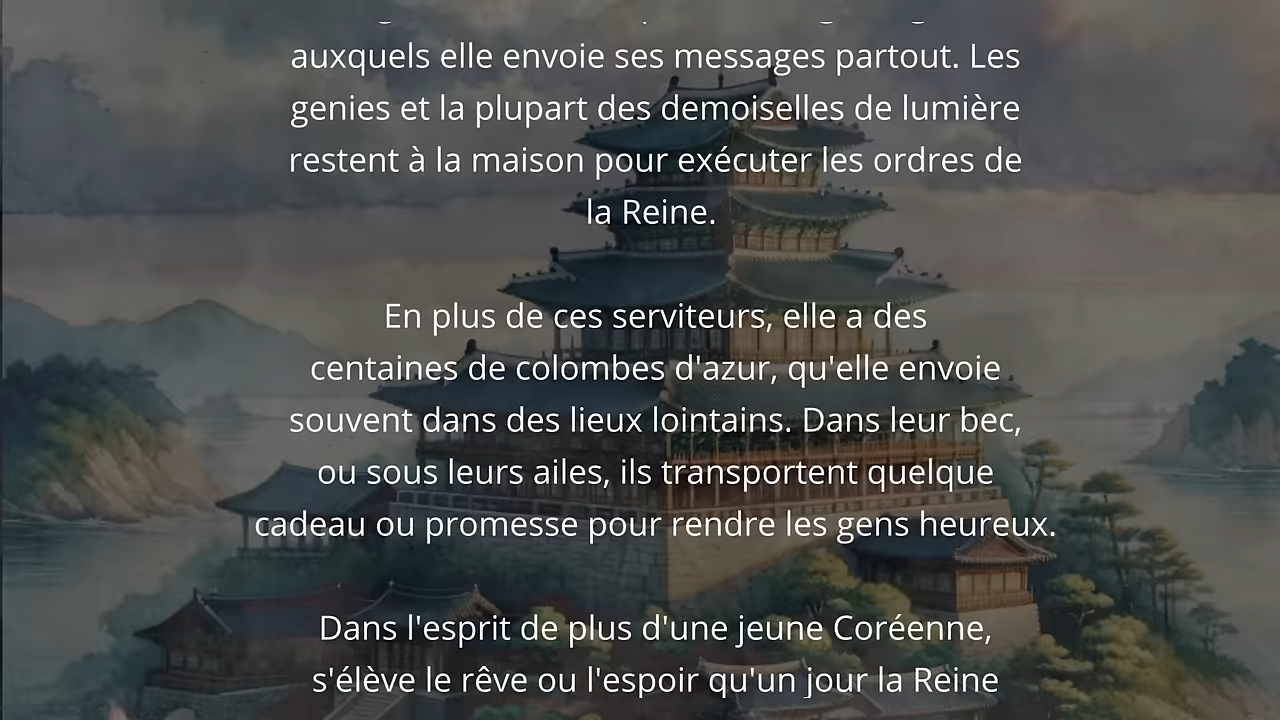 auxquels elle envoie ses messages partout. Les
genies et la plupart des demoiselles de lumière
restent à la maison pour exécuter les ordres de
la Reine.
En plus de ces serviteurs, elle a des
centaines de colombes d'azur, qu'elle envoie
souvent dans des lieux lointains. Dans leur bec,
ou sous leurs ailes, ils transportent quelque
cadeau ou promesse pour rendre les gens heureux.
Dans l'esprit de plus d'une jeune Coréenne,
s'élève le rêve ou l'espoir qu'un jour la Reine